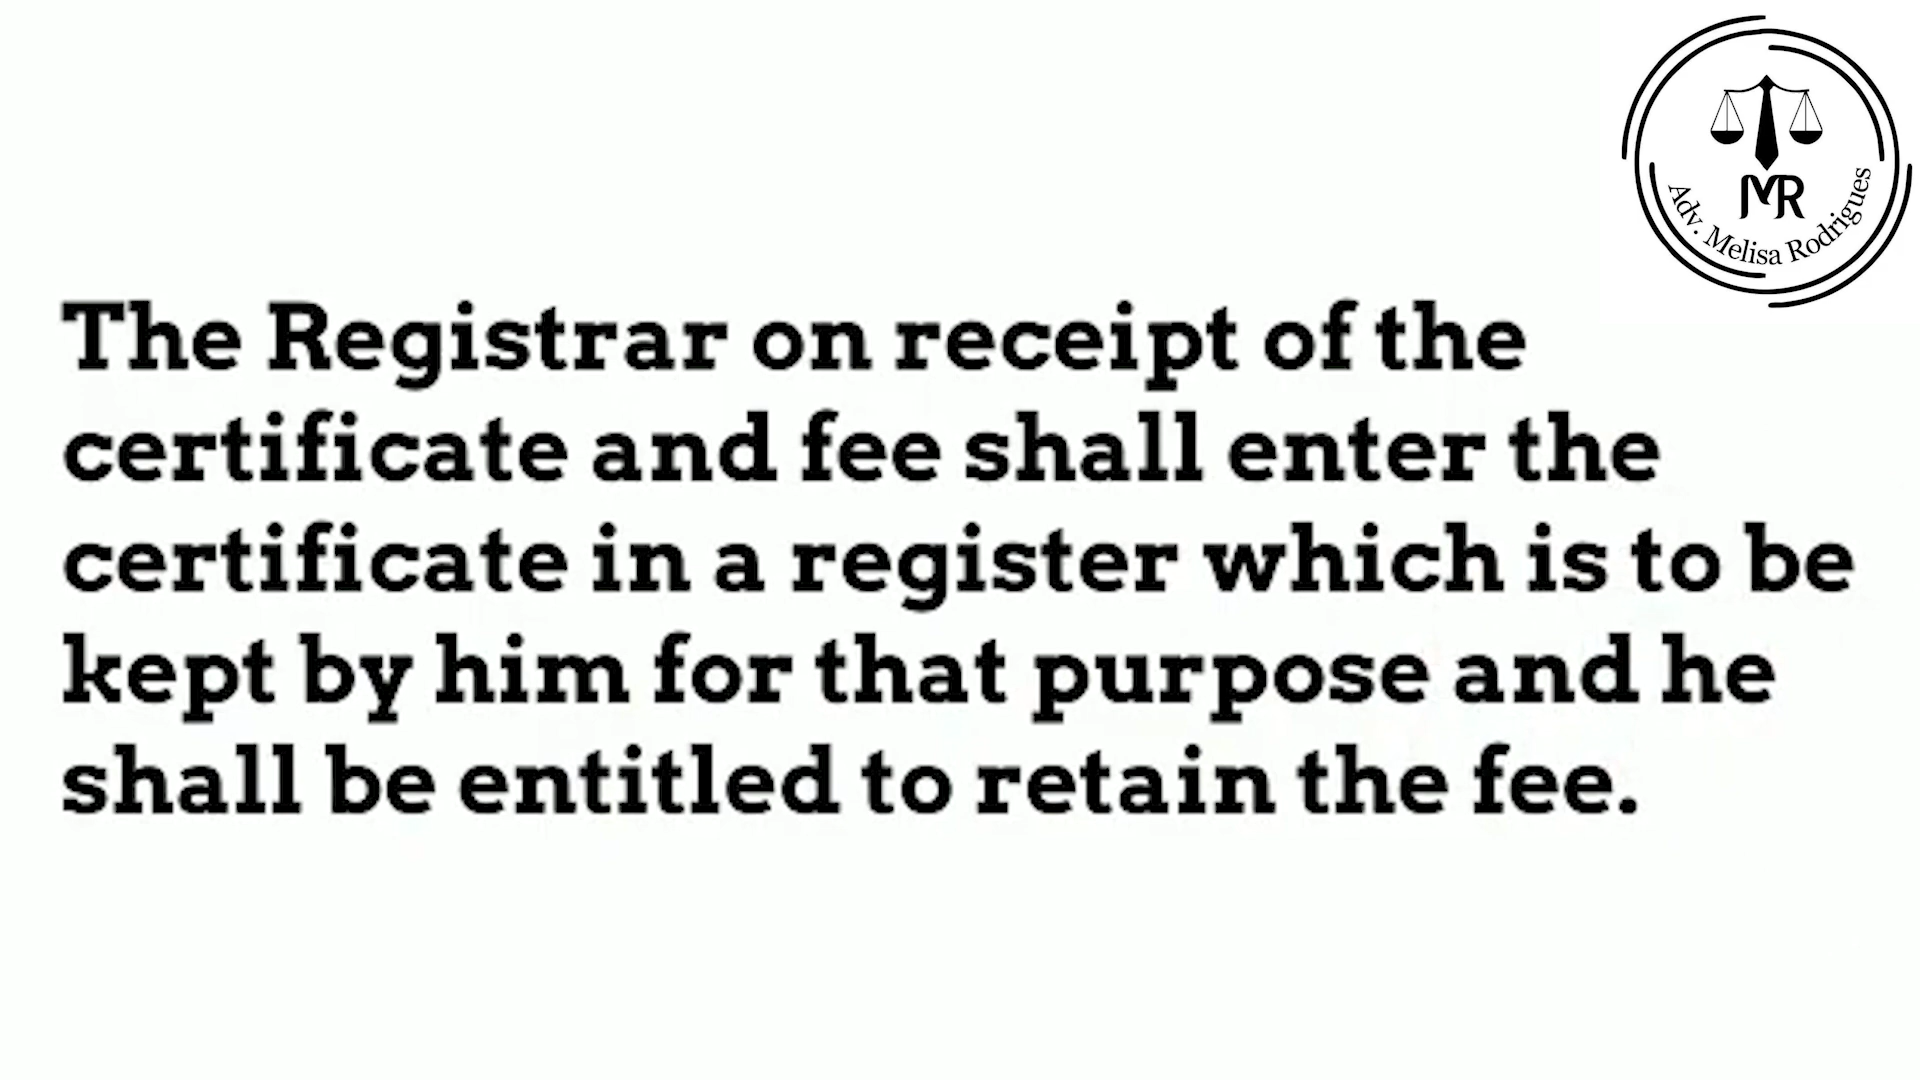 MR
Adv. Melisa Rodrigues
The Registrar on receipt of the
certificate and fee shall enter the
certificate in a register which is to be
kept by him for that purpose and he
shall be entitled to retain the fee.